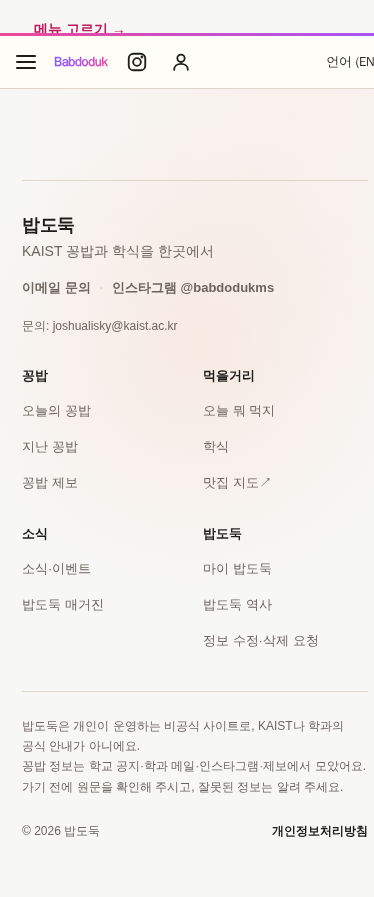 메뉴 고르기 →
Babdoduk
언어 (EN
밥도둑
KAIST 꽁밥과 학식을 한곳에서
이메일 문의 · 인스타그램 @babdodukms
문의: joshualisky@kaist.ac.kr
꽁밥
오늘의 꽁밥
지난 꽁밥
꽁밥 제보
먹을거리
오늘 뭐 먹지
학식
맛집 지도↗
소식
소식·이벤트
밥도둑 매거진
밥도둑
마이 밥도둑
밥도둑 역사
정보 수정·삭제 요청
밥도둑은 개인이 운영하는 비공식 사이트로, KAIST나 학과의
공식 안내가 아니에요.
꽁밥 정보는 학교 공지·학과 메일·인스타그램·제보에서 모았어요.
가기 전에 원문을 확인해 주시고, 잘못된 정보는 알려 주세요.
© 2026 밥도둑
개인정보처리방침